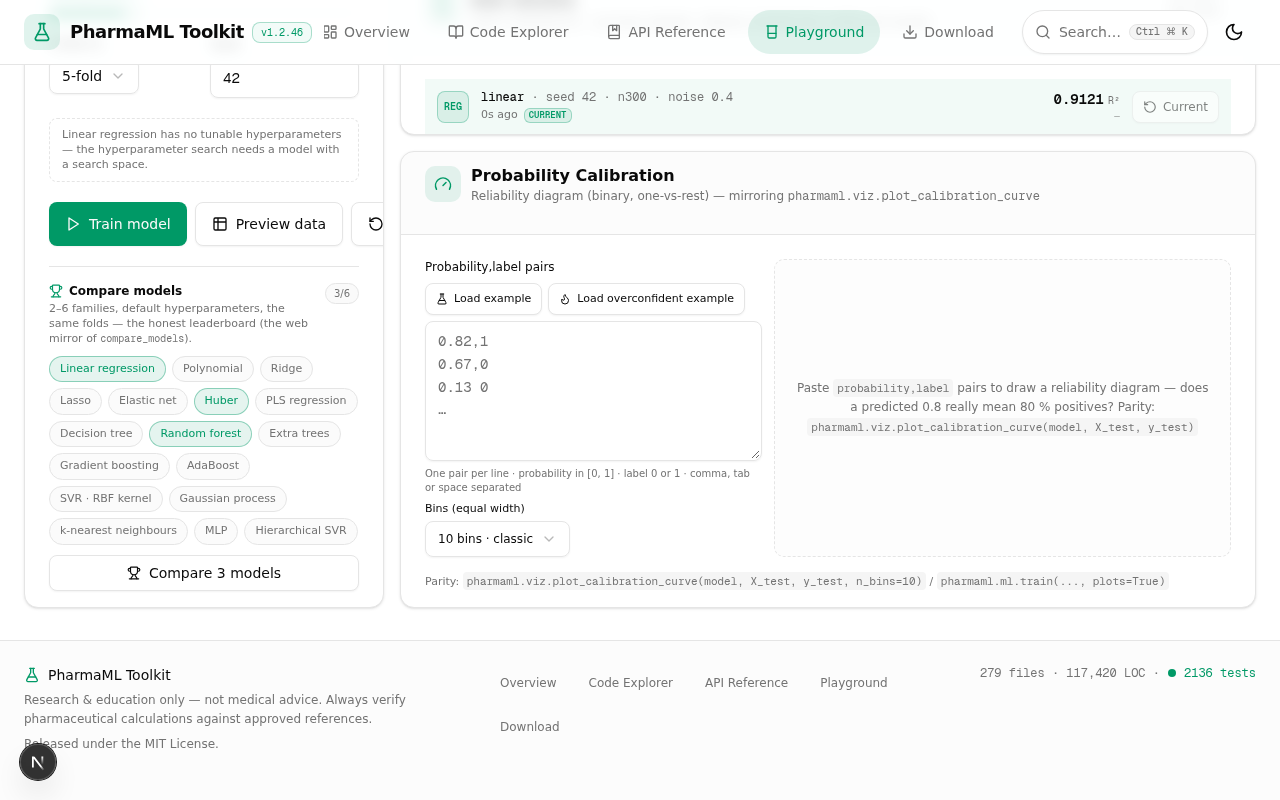 PharmaML Toolkit v1.2.46 Overview Code Explorer API Reference Playground Download Search... Ctrl ⌘ K
5-fold 42
Linear regression has no tunable hyperparameters
— the hyperparameter search needs a model with
a search space.
Train model Preview data
Compare models 3/6
2–6 families, default hyperparameters, the
same folds — the honest leaderboard (the web
mirror of compare_models).
Linear regression Polynomial Ridge
Lasso Elastic net Huber PLS regression
Decision tree Random forest Extra trees
Gradient boosting AdaBoost
SVR · RBF kernel Gaussian process
k-nearest neighbours MLP Hierarchical SVR
Compare 3 models
REG linear · seed 42 · n300 · noise 0.4 0.9121 R²
0s ago CURRENT – Current
Probability Calibration
Reliability diagram (binary, one-vs-rest) — mirroring pharmaml.viz.plot_calibration_curve
Probability,label pairs
Load example Load overconfident example
0.82,1
0.67,0
0.13 0
…
One pair per line · probability in [0, 1] · label 0 or 1 · comma, tab
or space separated
Bins (equal width)
10 bins · classic
Paste probability,label pairs to draw a reliability diagram — does
a predicted 0.8 really mean 80 % positives? Parity:
pharmaml.viz.plot_calibration_curve(model, X_test, y_test)
Parity: pharmaml.viz.plot_calibration_curve(model, X_test, y_test, n_bins=10) / pharmaml.ml.train(..., plots=True)
PharmaML Toolkit
Research & education only — not medical advice. Always verify
pharmaceutical calculations against approved references.
Released under the MIT License.
N
Overview Code Explorer API Reference Playground
Download
279 files · 117,420 LOC · 2136 tests